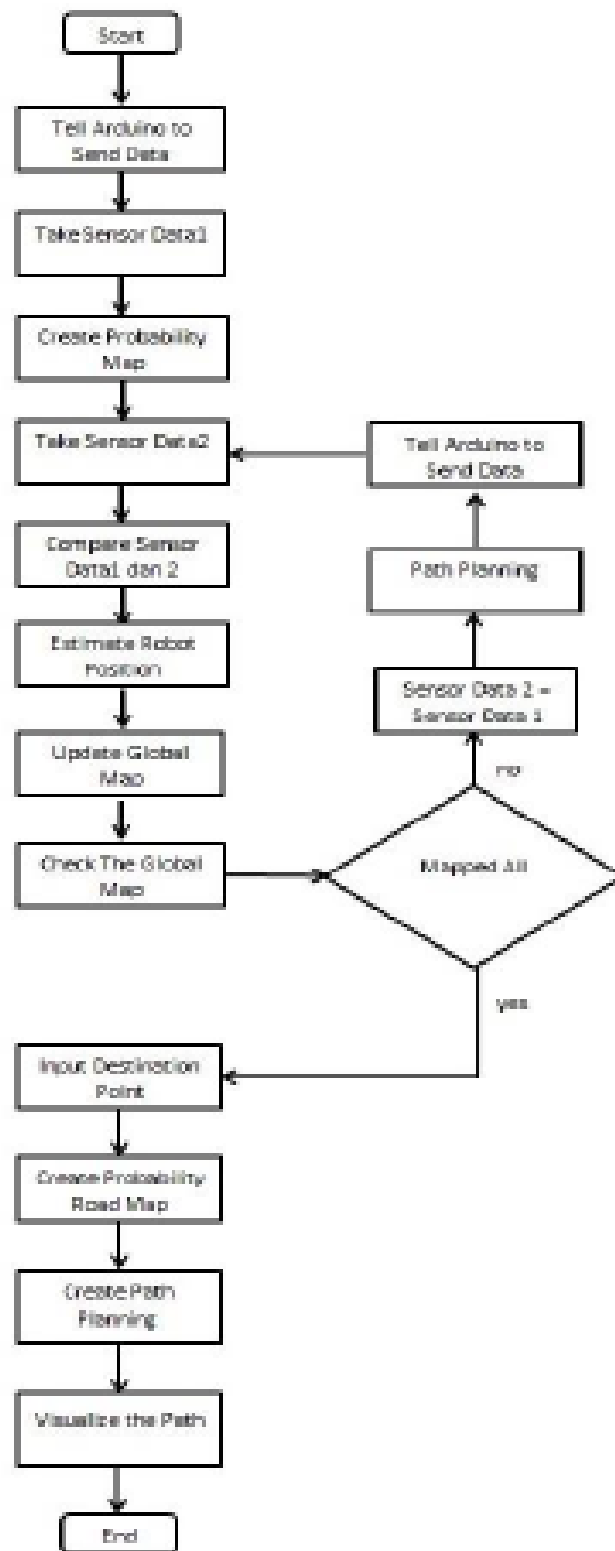 Start
Tell Arduino to
Send Data
Take Sensor Data1
Create Probability
Map
Take Sensor Data2
Tell Arduino to
Send Data
Compare Sensor
Data1 dan 2
Path Planning
Estimate Robot
Position
Sensor Data 2 =
Sensor Data 1
Update Global
Map
no
Check The Global
Map
Mapped All
yes
Input Destination
Point
Create Probability
Road Map
Create Path
Planning
Visualize the Path
End